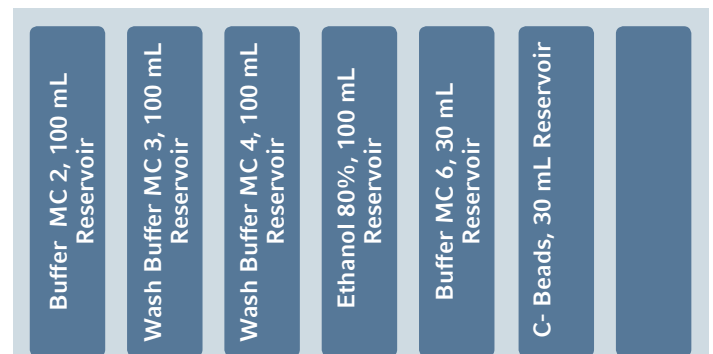 Buffer MC 2, 100 mL
Reservoir
Wash Buffer MC 3, 100 mL
Reservoir
Wash Buffer MC 4, 100 mL
Reservoir
Ethanol 80%, 100 mL
Reservoir
Buffer MC 6, 30 mL
Reservoir
C- Beads, 30 mL Reservoir